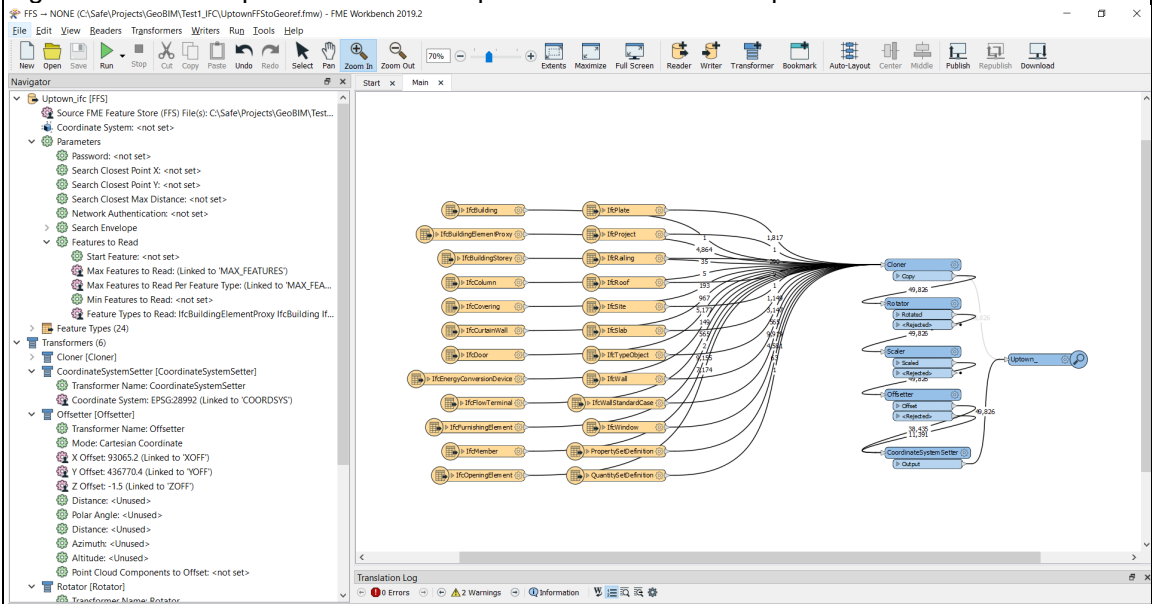 FFS → NONE (C:\Safe\Projects\GeoBIM\Test1_IFC\UptownFFStoGeoref.fmw) - FME Workbench 2019.2
File Edit View Readers Transformers Writers Run Tools Help
New Open Save Run Stop Cut Copy Paste Undo Redo Select Pan Zoom In Zoom Out 70% Extents Maximize Full Screen Reader Writer Transformer Bookmark Auto-Layout Center Middle Publish Republish Download
Navigator
Start Main
Uptown_ifc [FFS]
Source FME Feature Store (FFS) File(s): C:\Safe\Projects\GeoBIM\Test...
Coordinate System: <not set>
Parameters
Password: <not set>
Search Closest Point X: <not set>
Search Closest Point Y: <not set>
Search Closest Max Distance: <not set>
Network Authentication: <not set>
Search Envelope
Features to Read
Start Feature: <not set>
Max Features to Read: (Linked to 'MAX_FEATURES')
Max Features to Read Per Feature Type: (Linked to 'MAX_FEA...
Min Features to Read: <not set>
Feature Types to Read: IfcBuildingElementProxy IfcBuilding If...
Feature Types (24)
Transformers (6)
Cloner [Cloner]
CoordinateSystemSetter [CoordinateSystemSetter]
Transformer Name: CoordinateSystemSetter
Coordinate System: EPSG:28992 (Linked to 'COORDSYS')
Offsetter [Offsetter]
Transformer Name: Offsetter
Mode: Cartesian Coordinate
X Offset: 93065.2 (Linked to 'XOFF')
Y Offset: 436770.4 (Linked to 'YOFF')
Z Offset: -1.5 (Linked to 'ZOFF')
Distance: <Unused>
Polar Angle: <Unused>
Distance: <Unused>
Azimuth: <Unused>
Altitude: <Unused>
Point Cloud Components to Offset: <not set>
Rotator [Rotator]
Transformer Name: Rotator
IfcBuilding IfcPlate
IfcBuildingElementProxy IfcProject
IfcBuildingStorey IfcRailing
IfcColumn IfcRoof
IfcCovering IfcSite
IfcCurtainWall IfcSlab
IfcDoor IfcTypeObject
IfcEnergyConversionDevice IfcWall
IfcFlowTerminal IfcWallStandardCase
IfcFurnishingElement IfcWindow
IfcMember PropertySetDefinition
IfcOpeningElement QuantitySetDefinition
1 1,817
4,864 1
35
5
193 1
967
5,177
149
565
2
7,174 1
Cloner
Copy
49,826
Rotator
Rotated
<Rejected>
49,826
Scaler
Scaled
<Rejected>
49,826
Offsetter
Offset
<Rejected>
38,435
11,391
CoordinateSystemSetter
Output
Uptown_
49,826
Translation Log
0 Errors 2 Warnings Information